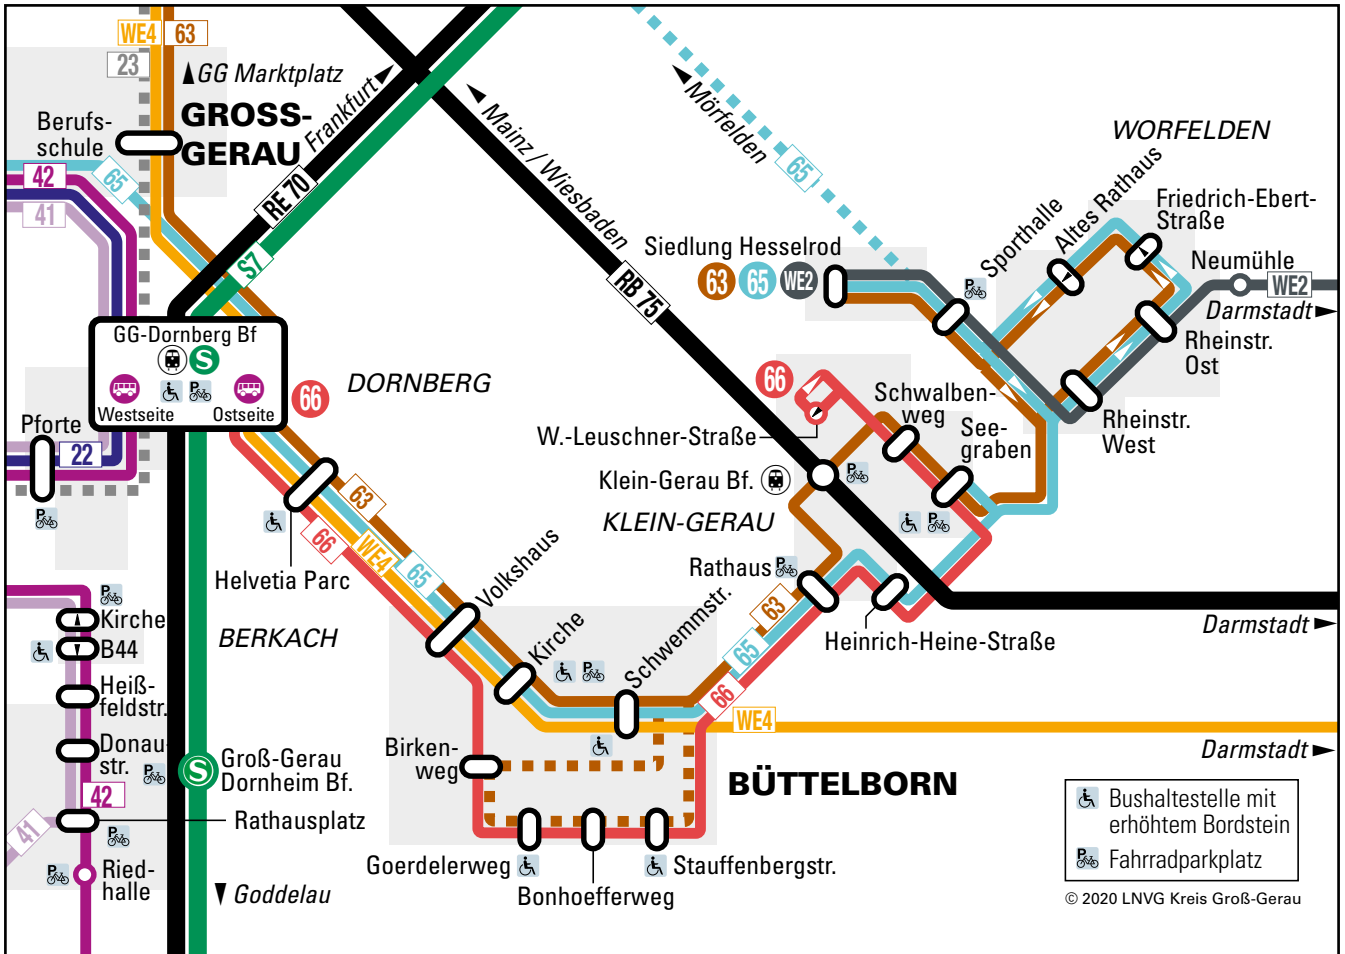 WE4 63
23
GG Marktplatz
GROSS-
GERAU
Berufs-
schule
42
65
41
Frankfurt
RE 70
S7
Mainz / Wiesbaden
RB 75
Mörfelden
65
WORFELDEN
Siedlung Hesselrod
63 65 WE2
Sporthalle
Altes Rathaus
Friedrich-Ebert-
Straße
Neumühle
WE2
Darmstadt
Rheinstr.
Ost
Rheinstr.
West
GG-Dornberg Bf
S
Westseite
Ostseite
66
DORNBERG
Pforte
22
P
66
W.-Leuschner-Straße
Schwalben-
weg
See-
graben
Klein-Gerau Bf.
KLEIN-GERAU
63
66
WE4
65
Helvetia Parc
Volkshaus
Kirche
Schwemmstr.
Rathaus
63
65
66
Heinrich-Heine-Straße
Darmstadt
WE4
Darmstadt
BERKACH
Kirche
B44
Heiß-
feldstr.
Donau-
str.
42
41
Rathausplatz
Ried-
halle
S
Groß-Gerau
Dornheim Bf.
Goddelau
Birken-
weg
Goerdelerweg
Bonhoefferweg
Stauffenbergstr.
BÜTTELBORN
Bushaltestelle mit
erhöhtem Bordstein
P
Fahrradparkplatz
© 2020 LNVG Kreis Groß-Gerau